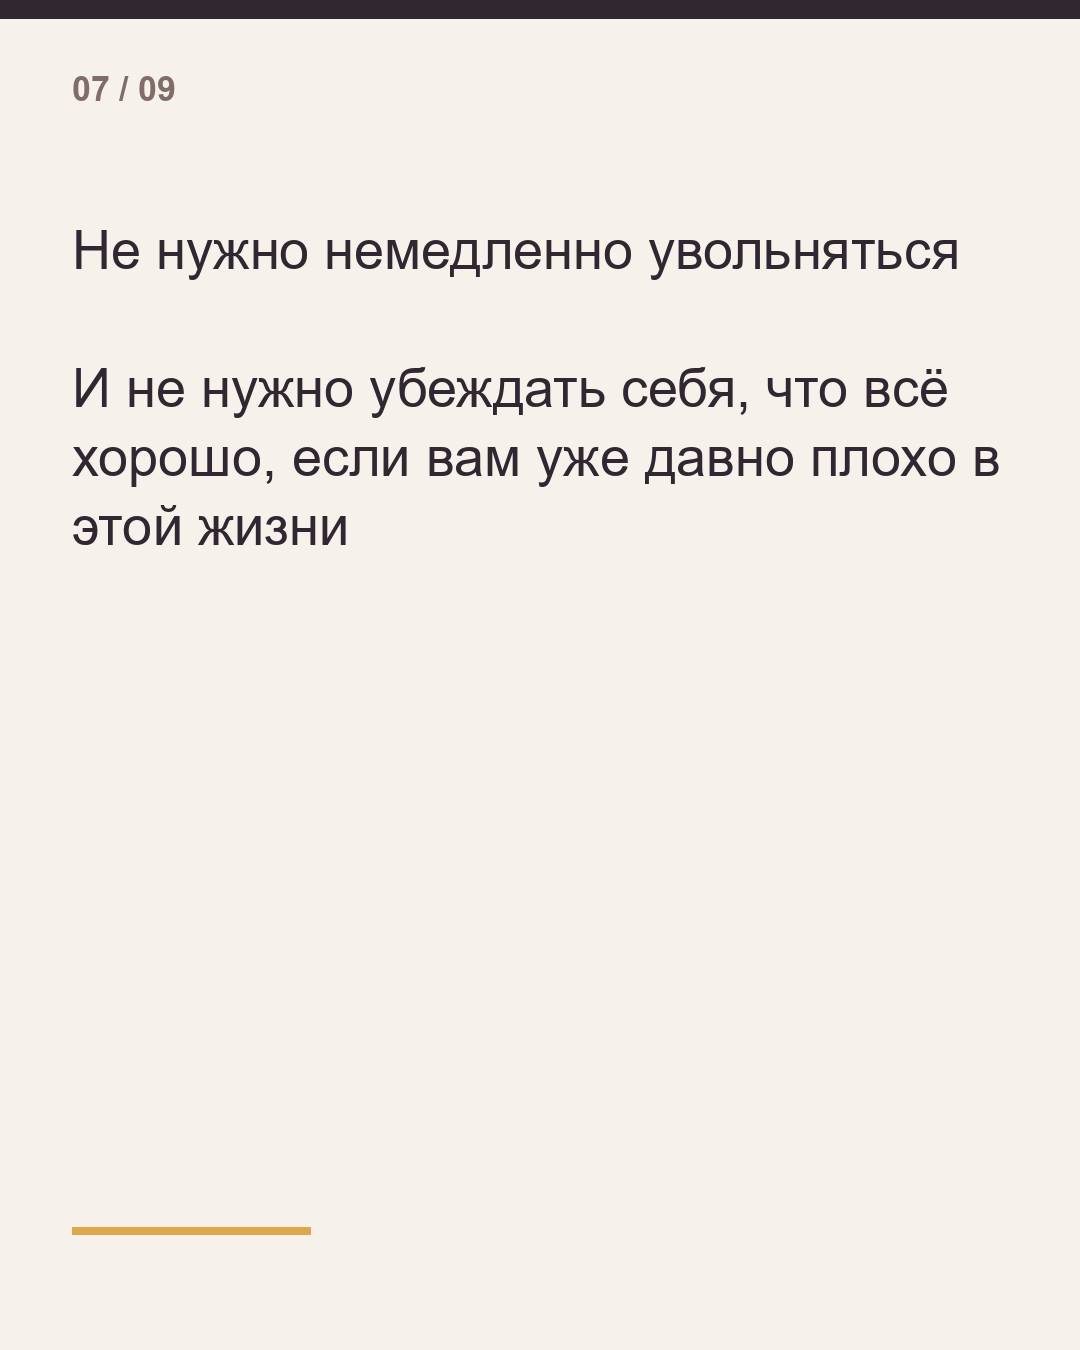 07 / 09
Не нужно немедленно увольняться
И не нужно убеждать себя, что всё
хорошо, если вам уже давно плохо в
этой жизни